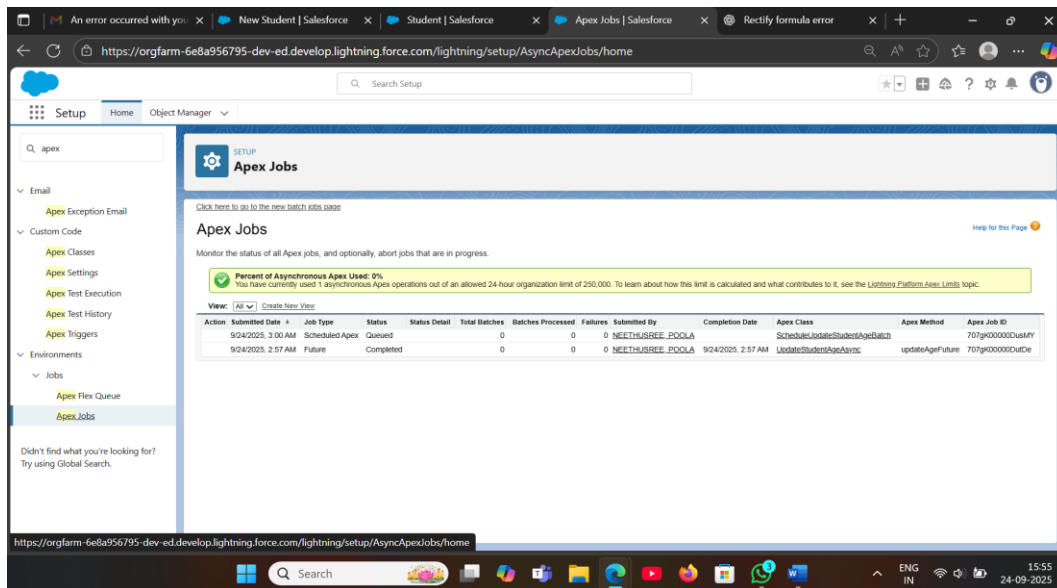 An error occurred with you
New Student | Salesforce
Student | Salesforce
Apex Jobs | Salesforce
Rectify formula error
https://orgfarm-6e8a956795-dev-ed.develop.lightning.force.com/lightning/setup/AsyncApexJobs/home
Search Setup
Setup
Home
Object Manager
apex
SETUP
Apex Jobs
Email
Apex Exception Email
Custom Code
Apex Classes
Apex Settings
Apex Test Execution
Apex Test History
Apex Triggers
Environments
Jobs
Apex Flex Queue
Apex Jobs
Didn't find what you're looking for?
Try using Global Search.
Click here to go to the new batch jobs page
Apex Jobs
Help for this Page
Monitor the status of all Apex jobs, and optionally, abort jobs that are in progress.
Percent of Asynchronous Apex Used: 0%
You have currently used 1 asynchronous Apex operations out of an allowed 24-hour organization limit of 250,000. To learn about how this limit is calculated and what contributes to it, see the Lightning Platform Apex Limits topic.
View: All Create New View
Action Submitted Date Job Type Status Status Detail Total Batches Batches Processed Failures Submitted By Completion Date Apex Class Apex Method Apex Job ID
9/24/2025, 3:00 AM Scheduled Apex Queued 0 0 0 NEETHUSREE, POOLA ScheduleUpdateStudentAgeBatch 707gK00000DusMY
9/24/2025, 2:57 AM Future Completed 0 0 0 NEETHUSREE, POOLA 9/24/2025, 2:57 AM UpdateStudentAgeAsync updateAgeFuture 707gK00000DutDe
https://orgfarm-6e8a956795-dev-ed.develop.lightning.force.com/lightning/setup/AsyncApexJobs/home
Search
3
ENG
IN
15:55
24-09-2025